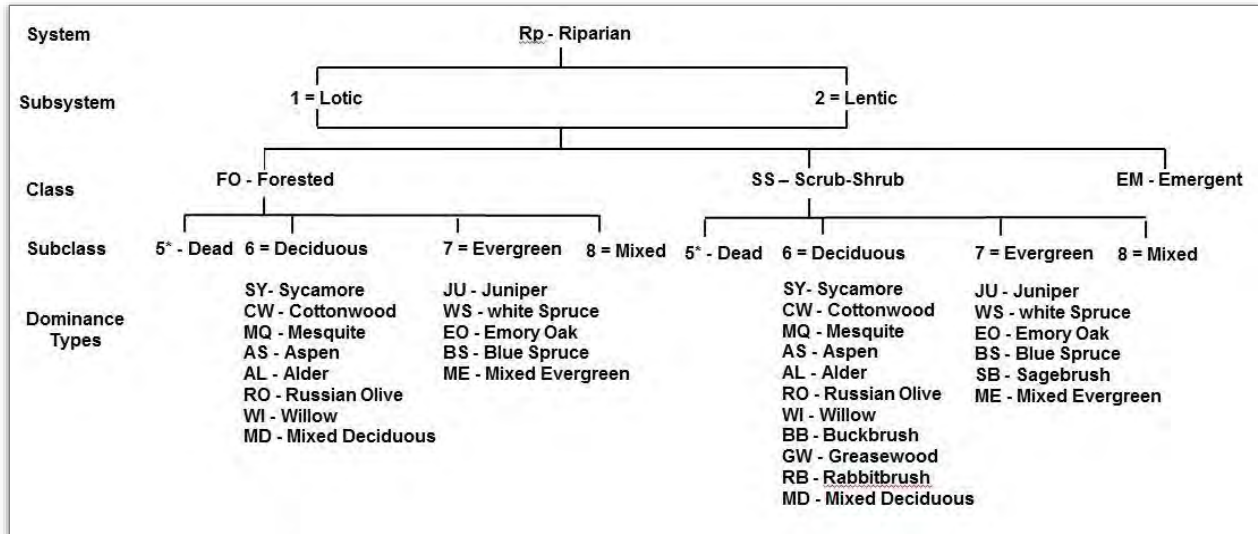 System
Rp - Riparian
Subsystem
1 = Lotic
2 = Lentic
Class
FO - Forested
SS – Scrub-Shrub
EM - Emergent
Subclass
5* - Dead
6 = Deciduous
7 = Evergreen
8 = Mixed
5* - Dead
6 = Deciduous
7 = Evergreen
8 = Mixed
Dominance
Types
SY- Sycamore
CW - Cottonwood
MQ - Mesquite
AS - Aspen
AL - Alder
RO - Russian Olive
WI - Willow
MD - Mixed Deciduous
JU - Juniper
WS - white Spruce
EO - Emory Oak
BS - Blue Spruce
ME - Mixed Evergreen
SY- Sycamore
CW - Cottonwood
MQ - Mesquite
AS - Aspen
AL - Alder
RO - Russian Olive
WI - Willow
BB - Buckbrush
GW - Greasewood
RB - Rabbitbrush
MD - Mixed Deciduous
JU - Juniper
WS - white Spruce
EO - Emory Oak
BS - Blue Spruce
SB - Sagebrush
ME - Mixed Evergreen